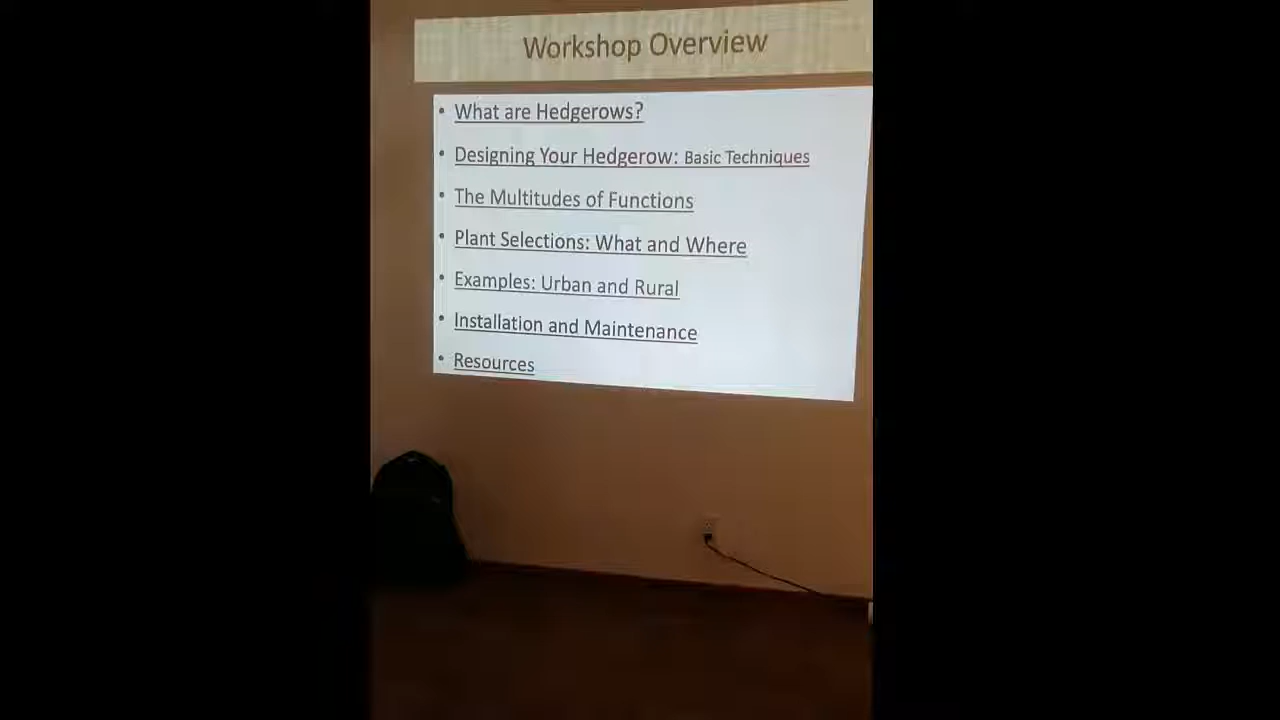 Workshop Overview
• What are Hedgerows?
• Designing Your Hedgerow: Basic Techniques
• The Multitudes of Functions
• Plant Selections: What and Where
• Examples: Urban and Rural
• Installation and Maintenance
• Resources